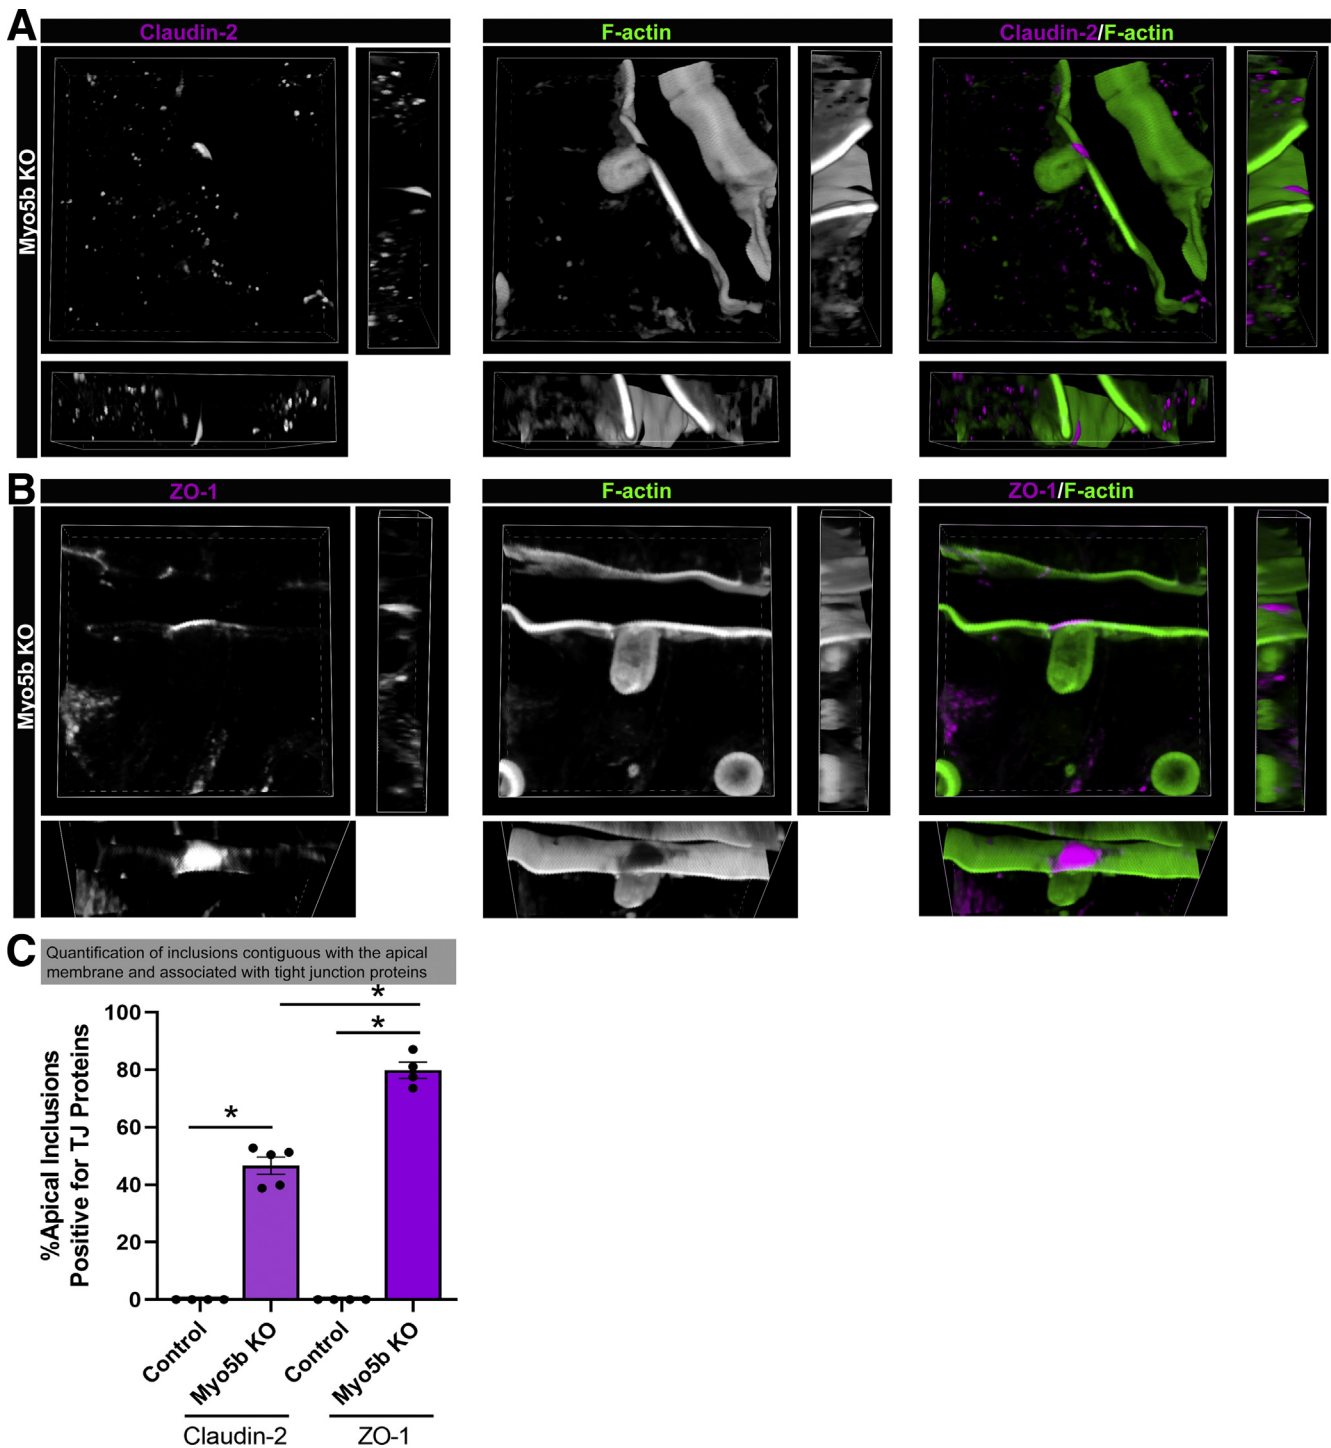 A
Claudin-2
F-actin
Claudin-2/F-actin
Myo5b KO
B
ZO-1
F-actin
ZO-1/F-actin
Myo5b KO
C
Quantification of inclusions contiguous with the apical
membrane and associated with tight junction proteins
%Apical Inclusions
Positive for TJ Proteins
100
80
60
40
20
0
*
*
*
Control
Myo5b KO
Control
Myo5b KO
Claudin-2
ZO-1